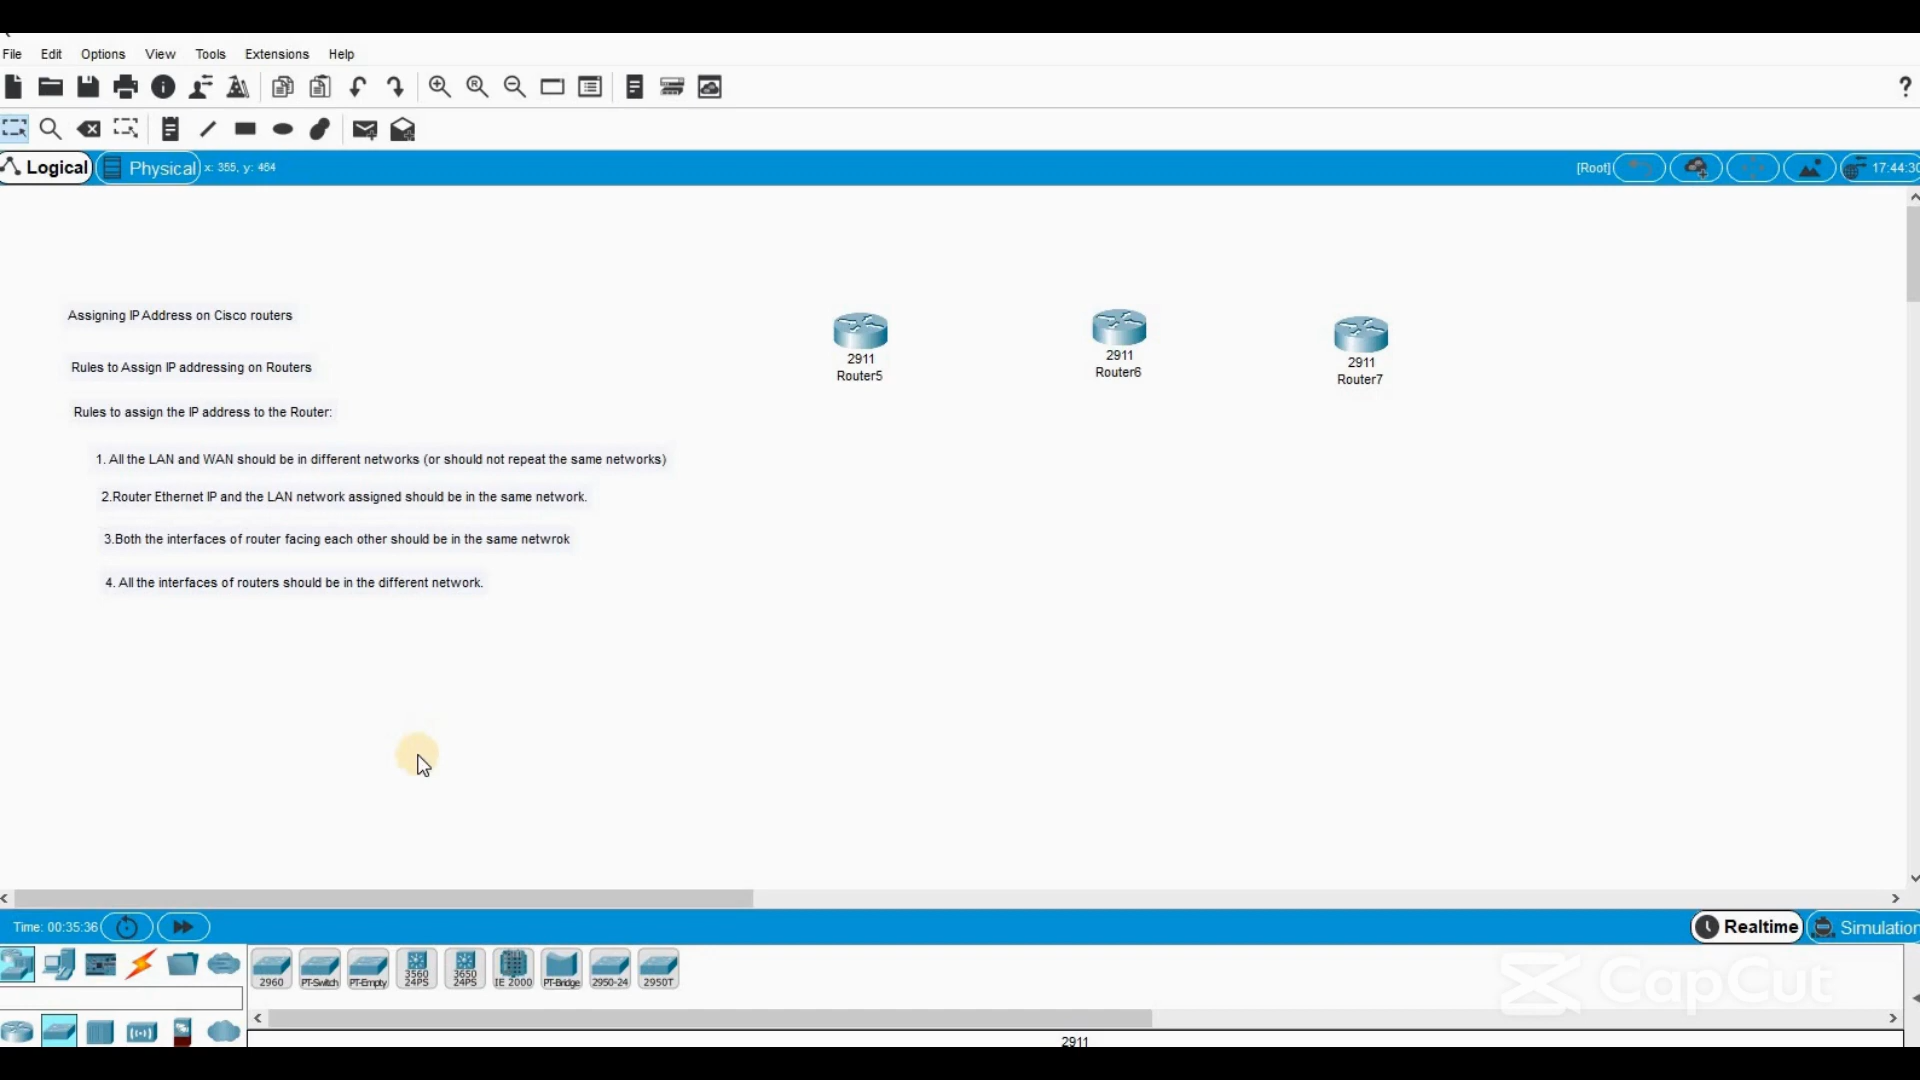 File Edit Options View Tools Extensions Help
?
Logical Physical x: 355, y: 464 [Root] 17:44:30
Assigning IP Address on Cisco routers
Rules to Assign IP addressing on Routers
Rules to assign the IP address to the Router:
1. All the LAN and WAN should be in different networks (or should not repeat the same networks)
2.Router Ethernet IP and the LAN network assigned should be in the same network.
3.Both the interfaces of router facing each other should be in the same netwrok
4. All the interfaces of routers should be in the different network.
2911
Router5
2911
Router6
2911
Router7
Time: 00:35:36 Realtime Simulation
2960 PT-Switch PT-Empty 3560 24PS 3650 24PS IE 2000 PT-Bridge 2950-24 2950T
CapCut
2911